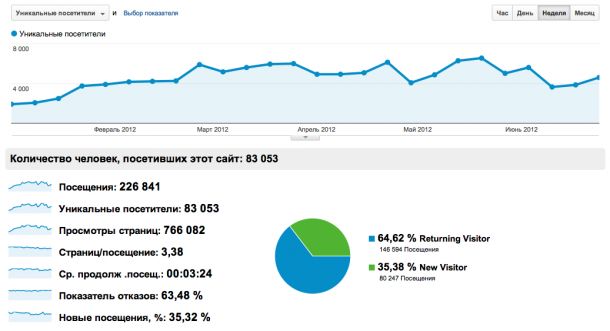 Уникальные посетители и Выбор показателя Час День Неделя Месяц
Уникальные посетители
8 000
4 000
Февраль 2012 Март 2012 Апрель 2012 Май 2012 Июнь 2012
Количество человек, посетивших этот сайт: 83 053
Посещения: 226 841
Уникальные посетители: 83 053
Просмотры страниц: 766 082
Страниц/посещение: 3,38
Ср. продолж .посещ.: 00:03:24
Показатель отказов: 63,48 %
Новые посещения, %: 35,32 %
64,62 % Returning Visitor
146 594 Посещения
35,38 % New Visitor
80 247 Посещения